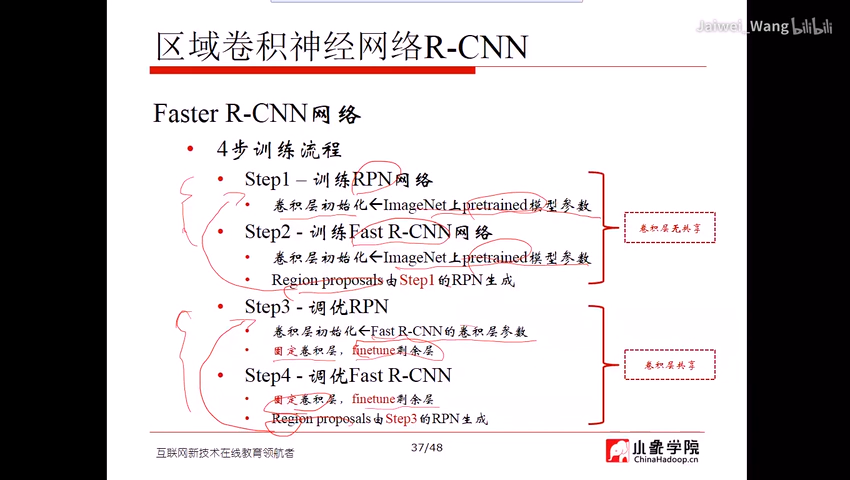 Jaiwei_Wang bilibili
区域卷积神经网络R-CNN
Faster R-CNN网络
• 4步训练流程
• Step1 – 训练RPN网络
• 卷积层初始化←ImageNet上pretrained模型参数
• Step2 - 训练Fast R-CNN网络
• 卷积层初始化←ImageNet上pretrained模型参数
• Region proposals由Step1的RPN生成
卷积层无共享
• Step3 - 调优RPN
• 卷积层初始化←Fast R-CNN的卷积层参数
• 固定卷积层，finetune剩余层
• Step4 - 调优Fast R-CNN
• 固定卷积层，finetune剩余层
• Region proposals由Step3的RPN生成
卷积层共享
互联网新技术在线教育领航者
37/48
小象学院
ChinaHadoop.cn